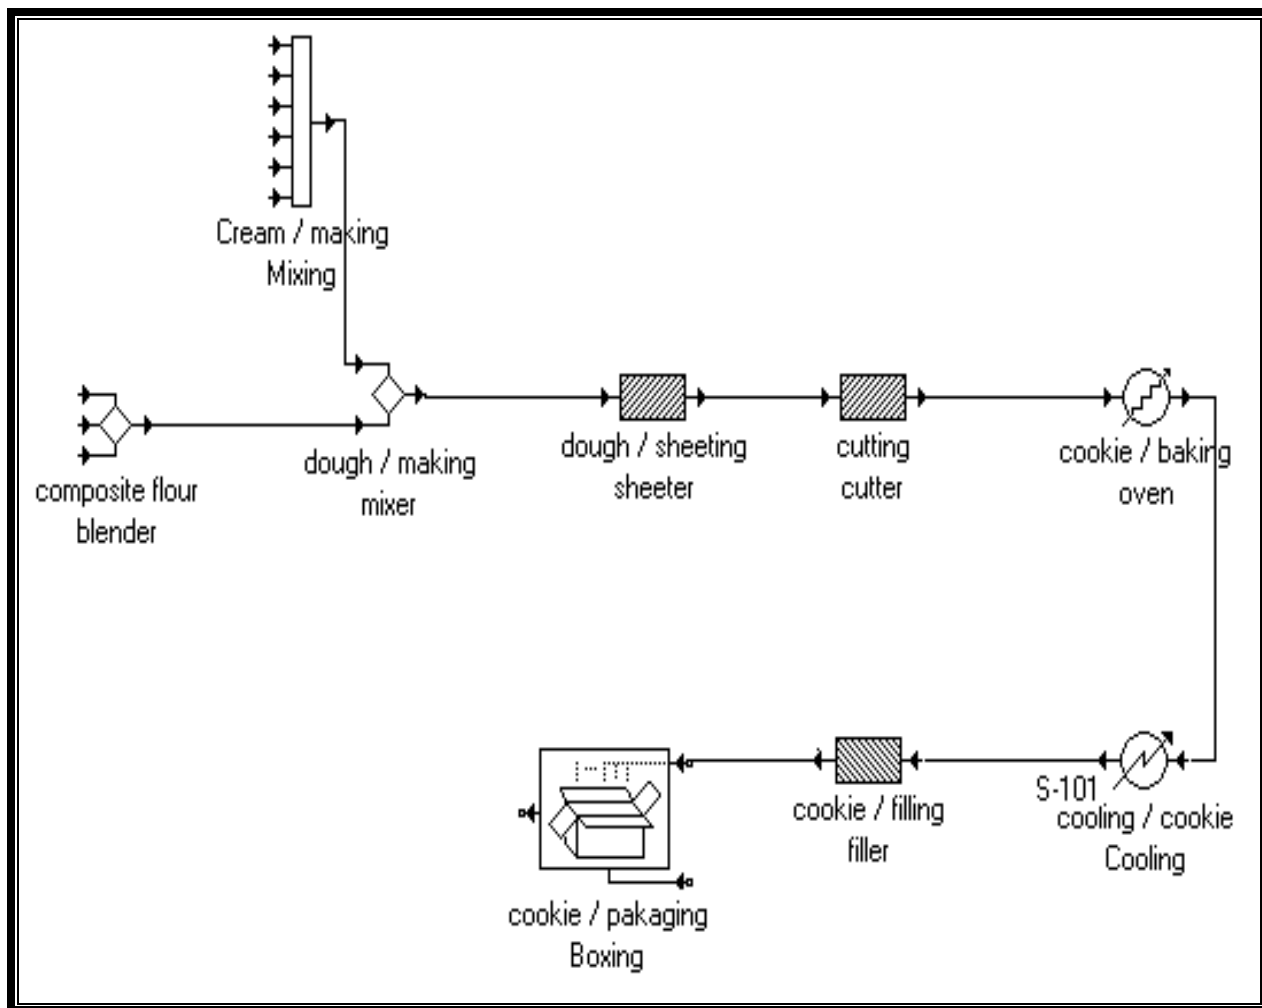 Cream / making
Mixing
composite flour
blender
dough / making
mixer
dough / sheeting
sheeter
cutting
cutter
cookie / baking
oven
S-101
cooling / cookie
Cooling
cookie / filling
filler
cookie / pakaging
Boxing